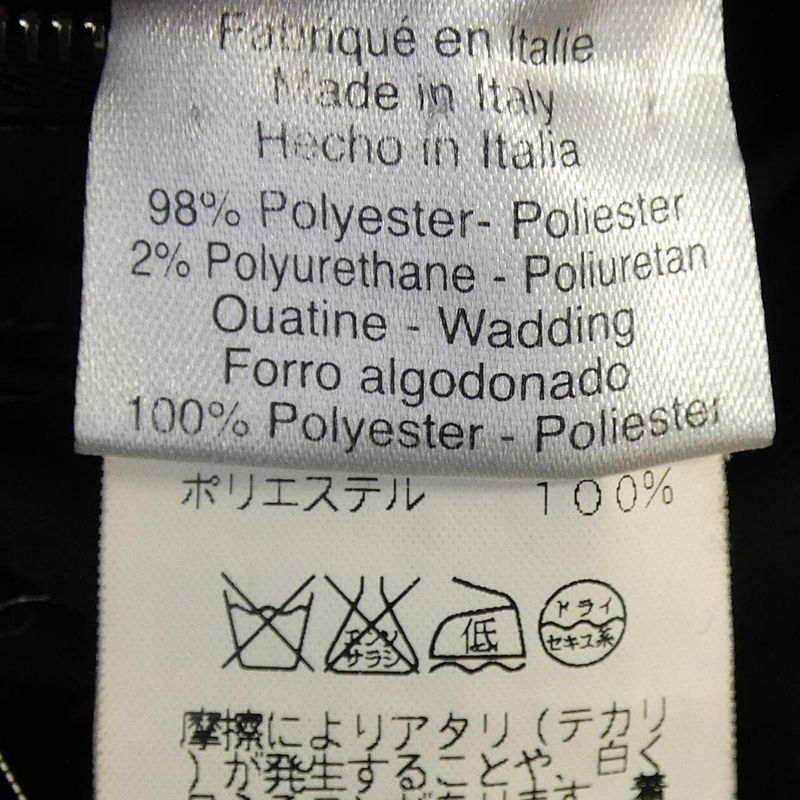 Fabriqué en Italie
Made in Italy
Hecho in Italia
98% Polyester- Poliester
2% Polyurethane - Poliuretan
Ouatine - Wadding
Forro algodonado
100% Polyester - Poliester
ポリエステル 100%
エンソ
サラシ
低
ドライ
セキユ系
摩擦によりアタリ(テカリ
)が発生することや、白く
着